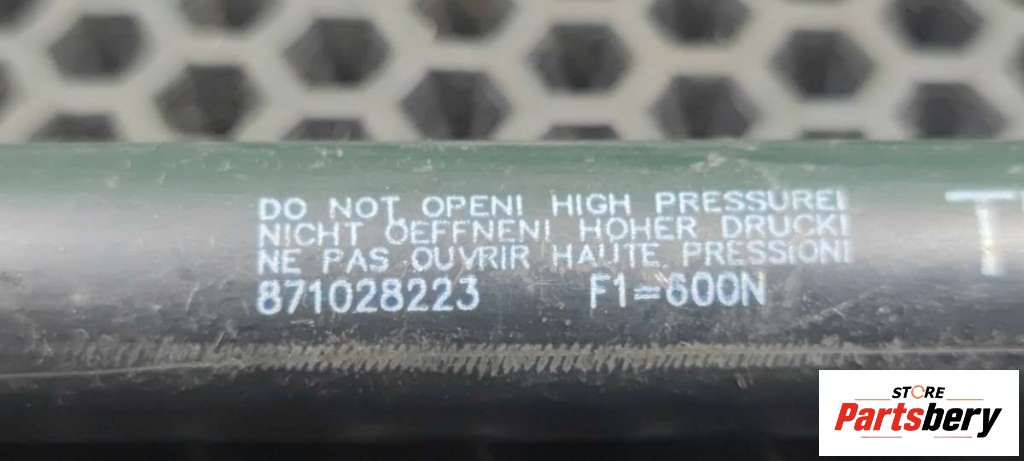 DO NOT OPEN! HIGH PRESSURE!
NICHT OEFFNEN! HOHER DRUCK!
NE PAS OUVRIR HAUTE PRESSION!
871028223 F1=600N
STORE
Partsbery